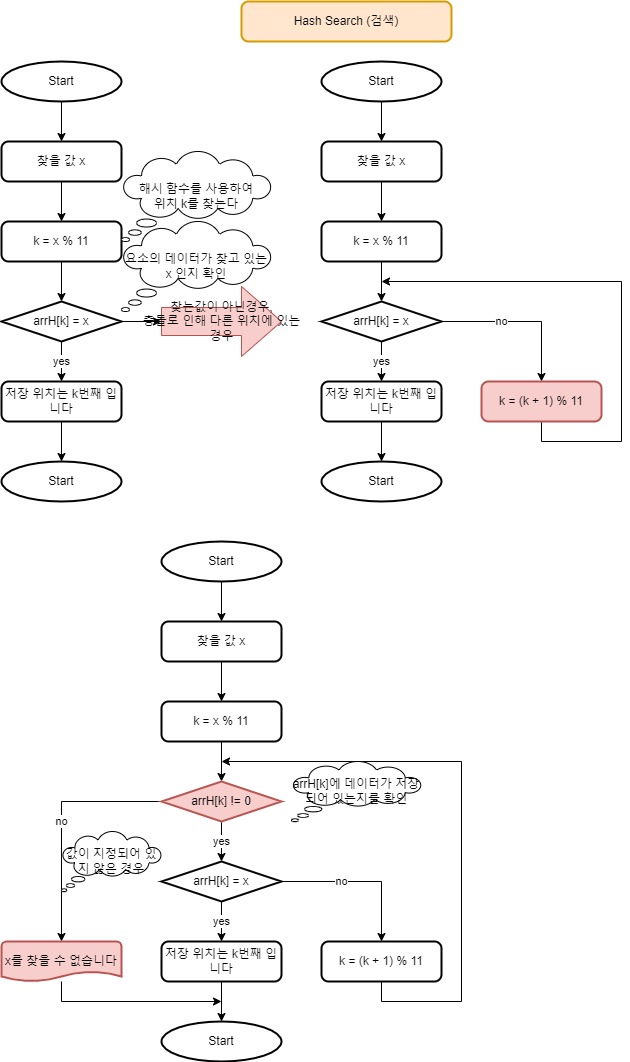 Hash Search (검색)
Start
찾을 값 x
해시 함수를 사용하여
위치 k를 찾는다
k = x % 11
요소의 데이터가 찾고 있는
x 인지 확인
찾는값이 아닌경우
충돌로 인해 다른 위치에 있는
경우
arrH[k] = x
yes
저장 위치는 k번째 입
니다
Start
Start
찾을 값 x
k = x % 11
arrH[k] = x
no
yes
저장 위치는 k번째 입
니다
k = (k + 1) % 11
Start
Start
찾을 값 x
k = x % 11
arrH[k]에 데이터가 저장
되어 있는지를 확인
arrH[k] != 0
no
yes
값이 지정되어 있
지 않은 경우
arrH[k] = x
no
yes
x를 찾을 수 없습니다
저장 위치는 k번째 입
니다
k = (k + 1) % 11
Start